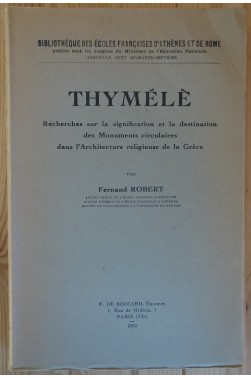 BIBLIOTHÈQUE DES ÉCOLES FRANÇAISES D'ATHÈNES ET DE ROME
publiée sous les auspices du Ministère de l'Éducation Nationale
FASCICULE CENT QUARANTE-SEPTIÈME
THYMÉLÈ
Recherches sur la signification et la destination
des Monuments circulaires
dans l'Architecture religieuse de la Grèce
PAR
Fernand ROBERT
E. DE BOCCARD, Éditeur
1, Rue de Médicis, 1
PARIS (VIe)
1939